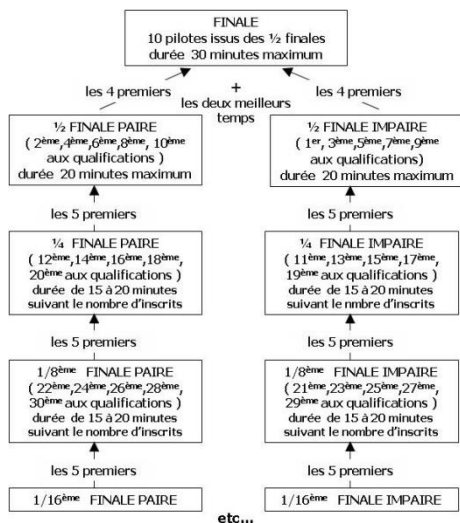 FINALE
10 pilotes issus des ½ finales
durée 30 minutes maximum
les 4 premiers
+
les deux meilleurs
temps
les 4 premiers
½ FINALE PAIRE
( 2ème,4ème,6ème,8ème, 10ème
aux qualifications )
durée 20 minutes maximum
½ FINALE IMPAIRE
( 1er, 3ème,5ème,7ème,9ème
aux qualifications)
durée 20 minutes maximum
les 5 premiers
les 5 premiers
¼ FINALE PAIRE
( 12ème,14ème,16ème,18ème,
20ème aux qualifications )
durée de 15 à 20 minutes
suivant le nombre d'inscrits
¼ FINALE IMPAIRE
( 11ème,13ème,15ème,17ème,
19ème aux qualifications )
durée de 15 à 20 minutes
suivant le nmbre d'inscrits
les 5 premiers
les 5 premiers
1/8ème FINALE PAIRE
(22ème,24ème,26ème,28ème,
30ème aux qualifications )
durée de 15 à 20 minutes
suivant le nombre d'inscrits
1/8ème FINALE IMPAIRE
(21ème,23ème,25ème,27ème,
29ème aux qualifications )
durée de 15 à 20 minutes
suivant le nombre d'inscrits
les 5 premiers
les 5 premiers
1/16ème FINALE PAIRE
1/16ème FINALE IMPAIRE
etc...